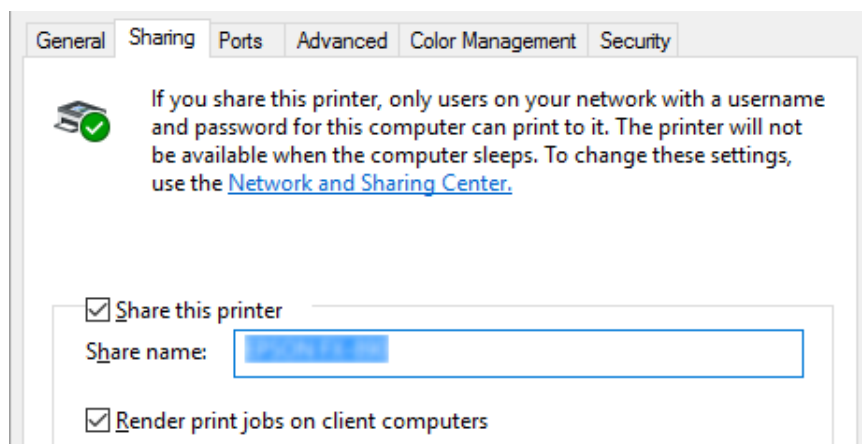 General Sharing Ports Advanced Color Management Security
If you share this printer, only users on your network with a username
and password for this computer can print to it. The printer will not
be available when the computer sleeps. To change these settings,
use the Network and Sharing Center.
Share this printer
Share name:
Render print jobs on client computers